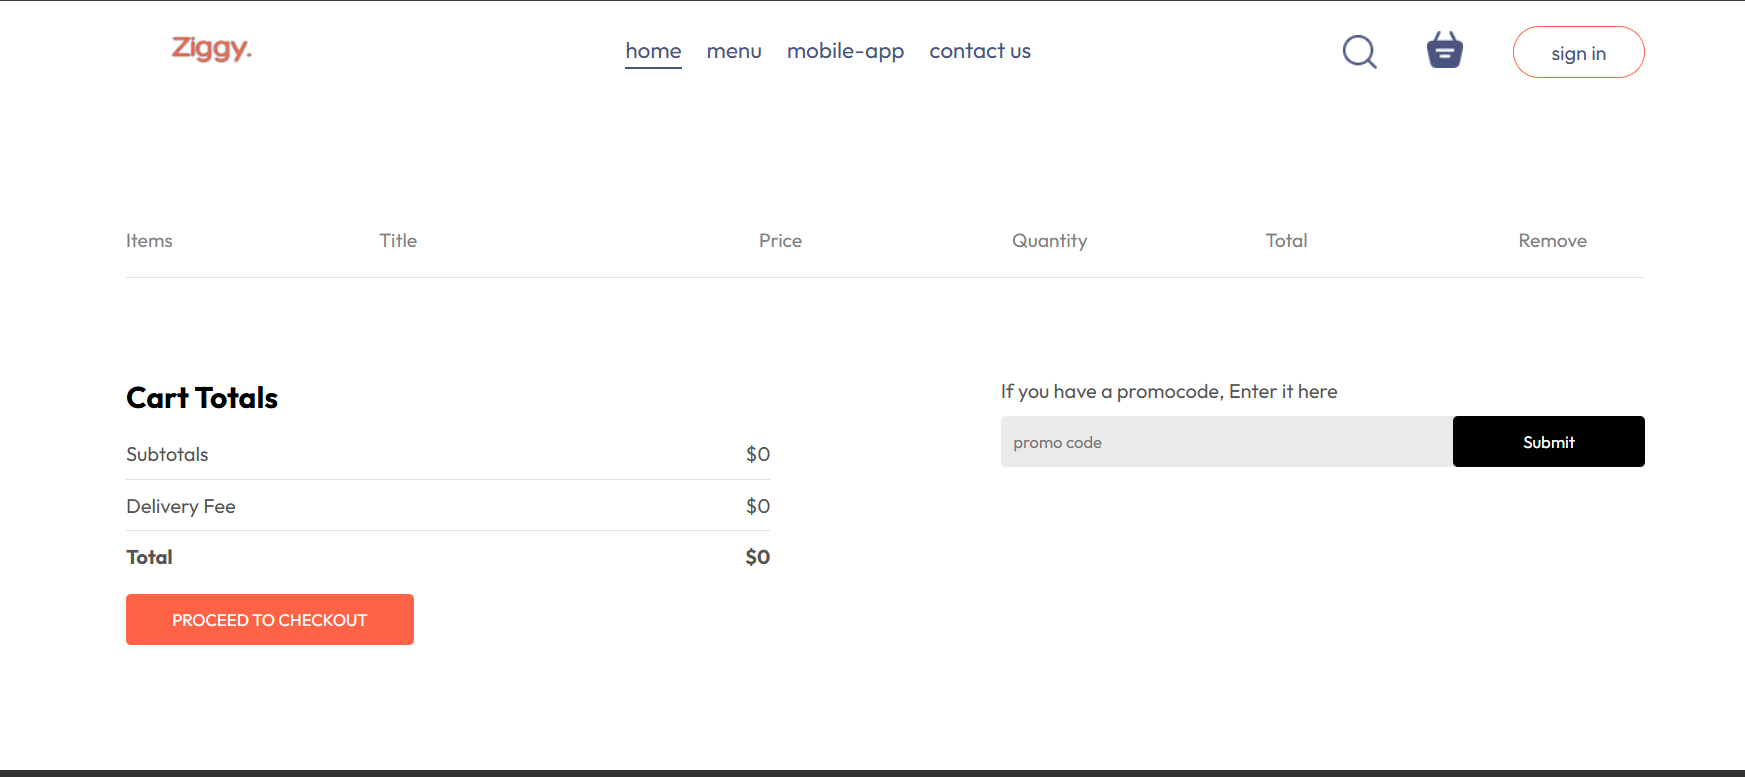 Ziggy.
home menu mobile-app contact us
sign in
Items Title Price Quantity Total Remove
Cart Totals
Subtotals $0
Delivery Fee $0
Total $0
PROCEED TO CHECKOUT
If you have a promocode, Enter it here
promo code
Submit